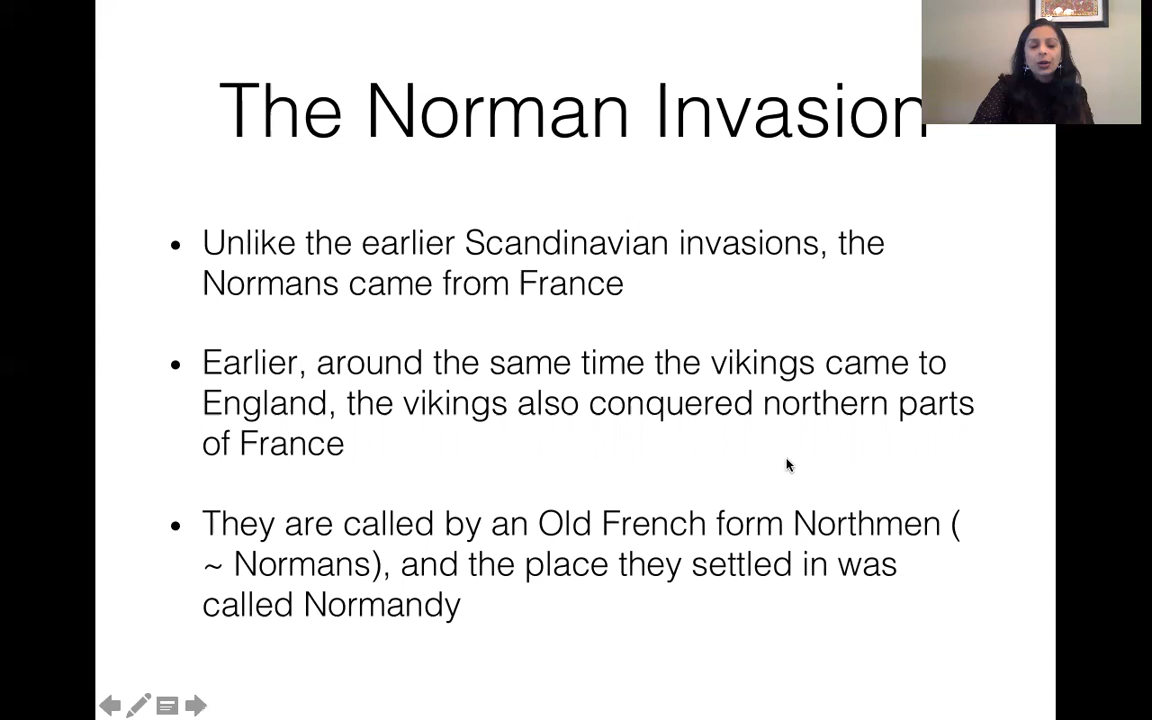 The Norman Invasion
• Unlike the earlier Scandinavian invasions, the
Normans came from France
• Earlier, around the same time the vikings came to
England, the vikings also conquered northern parts
of France
• They are called by an Old French form Northmen (
~ Normans), and the place they settled in was
called Normandy